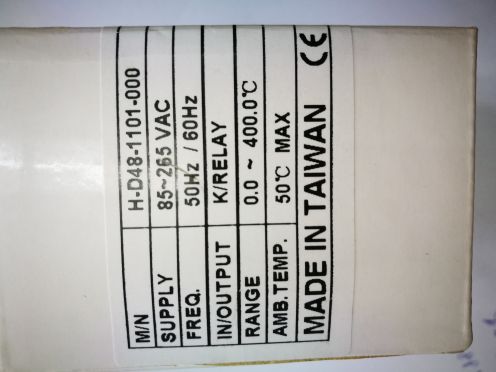 M/N H-D48-1101-000
SUPPLY 85~265 VAC
FREQ. 50Hz / 60Hz
IN/OUTPUT K/RELAY
RANGE 0.0 ~ 400.0℃
AMB.TEMP. 50℃ MAX
MADE IN TAIWAN CE